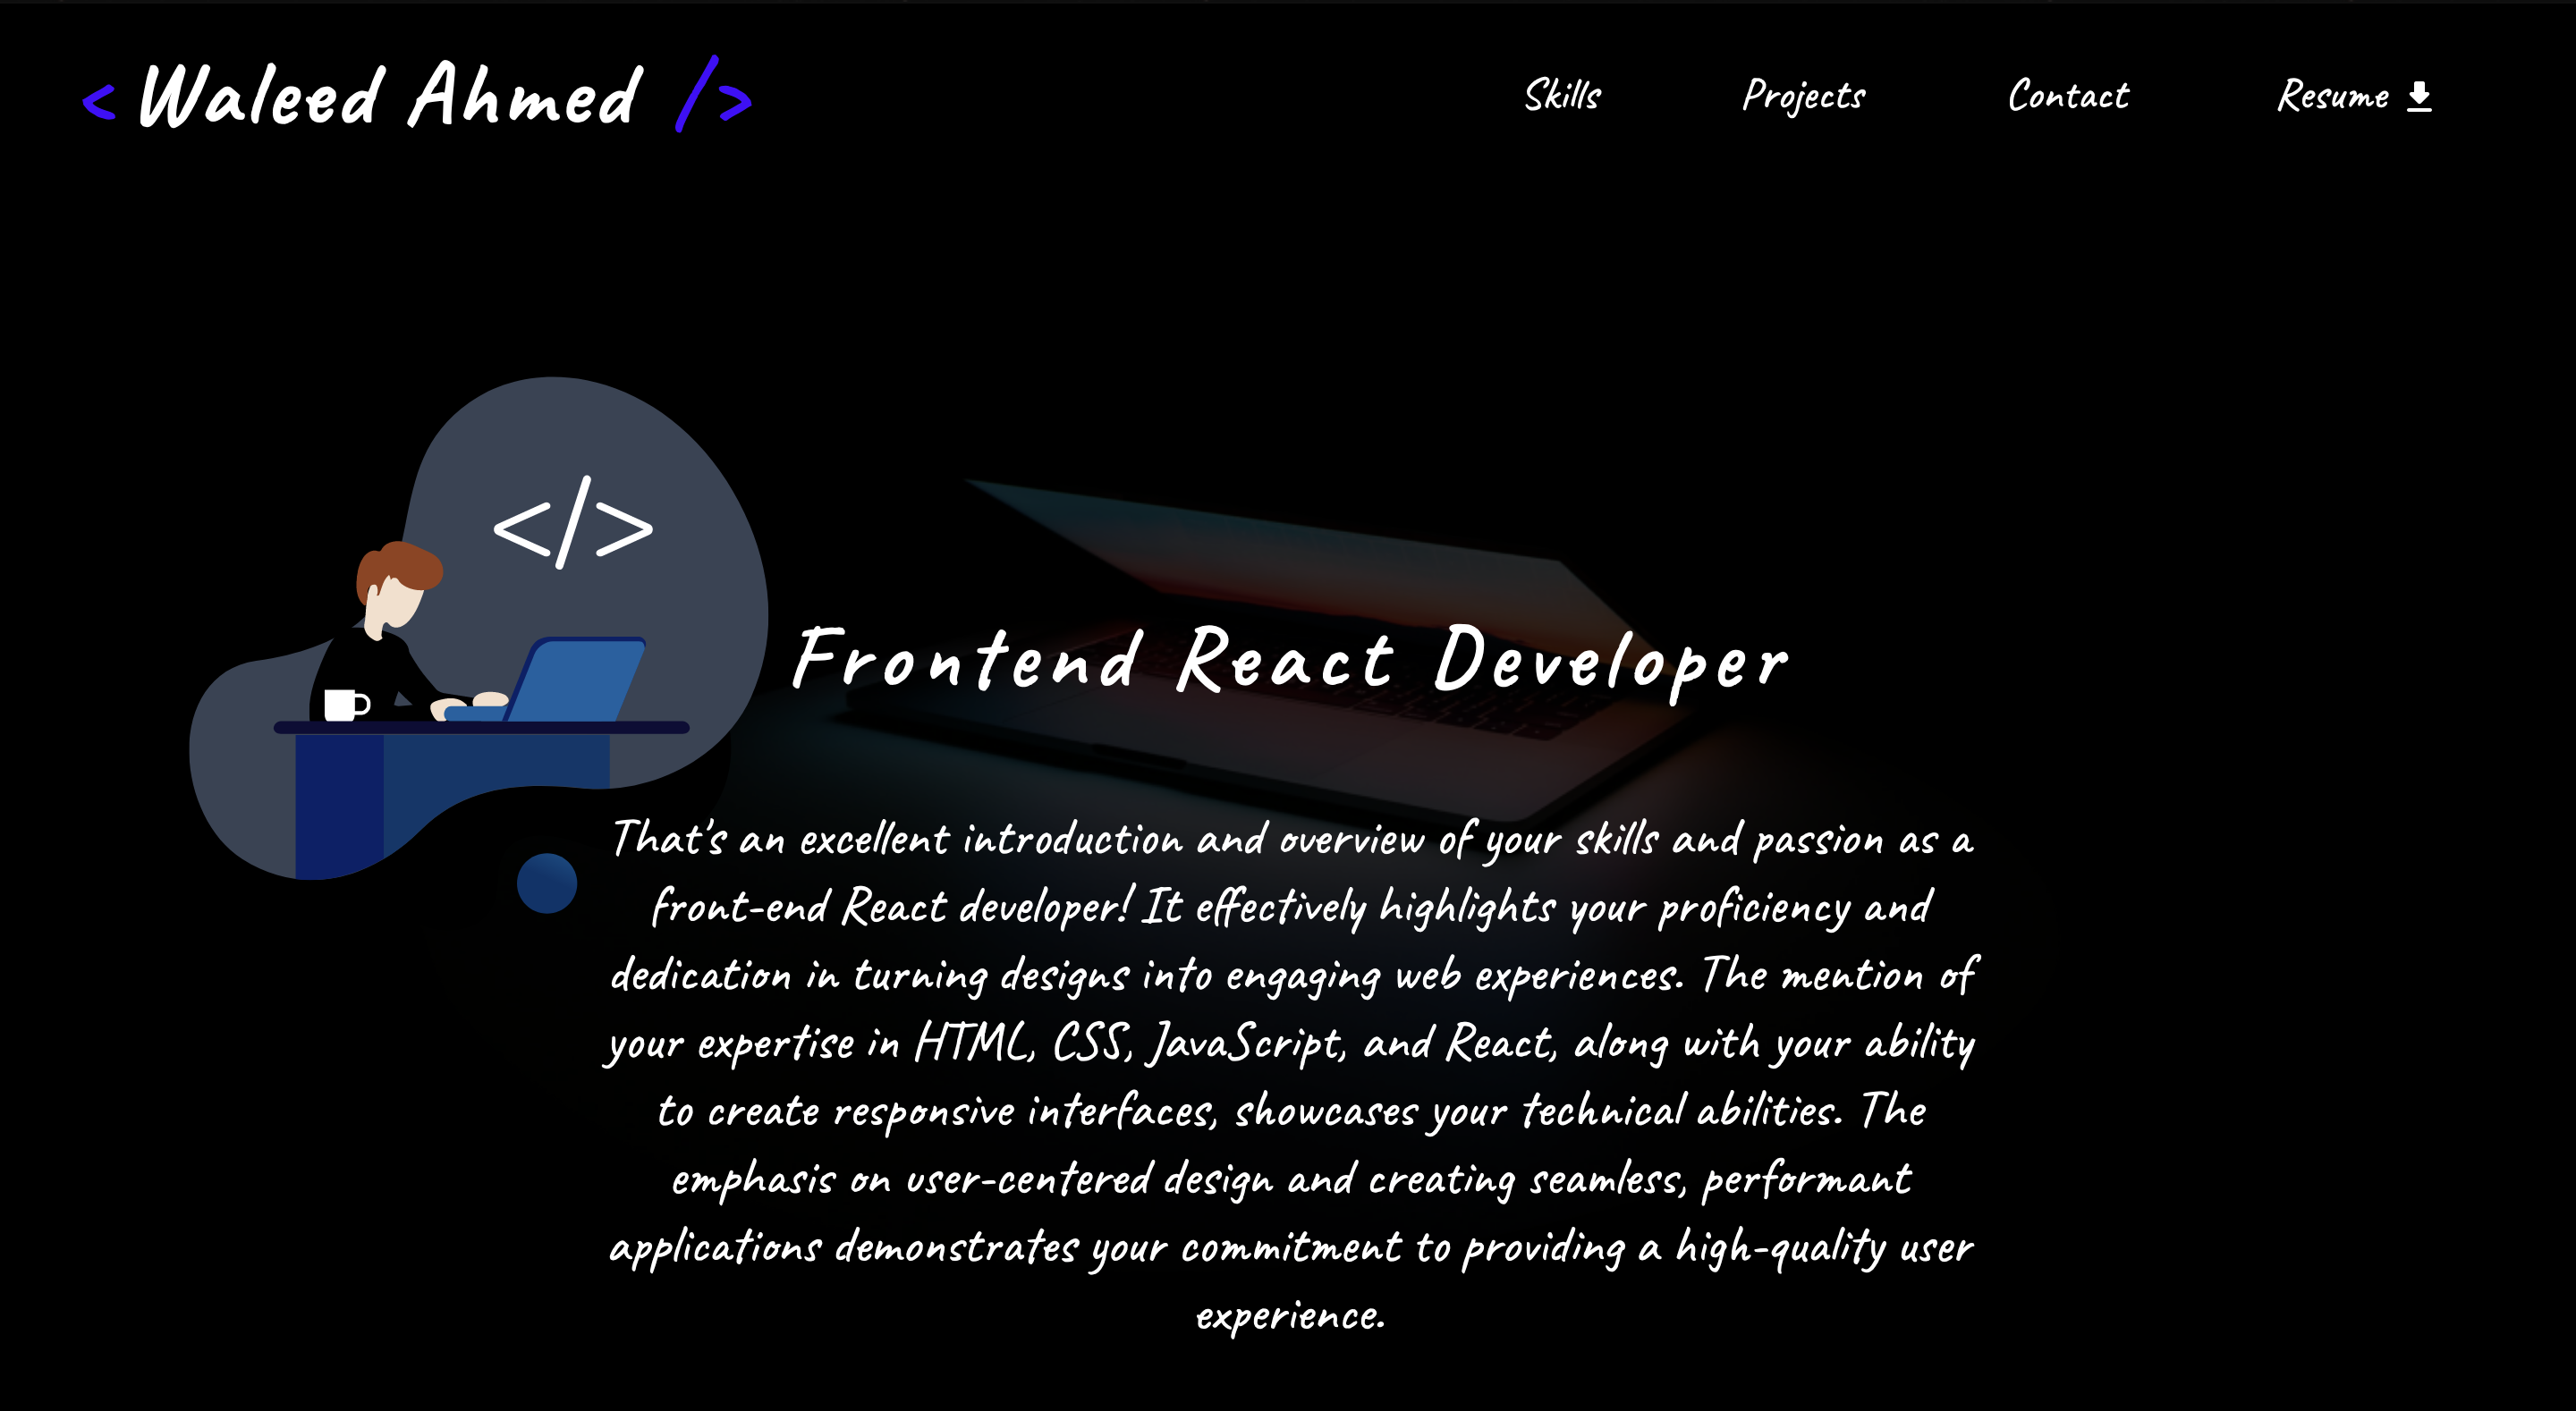 < Waleed Ahmed />
Skills Projects Contact Resume
</>
Frontend React Developer
That's an excellent introduction and overview of your skills and passion as a
front-end React developer! It effectively highlights your proficiency and
dedication in turning designs into engaging web experiences. The mention of
your expertise in HTML, CSS, JavaScript, and React, along with your ability
to create responsive interfaces, showcases your technical abilities. The
emphasis on user-centered design and creating seamless, performant
applications demonstrates your commitment to providing a high-quality user
experience.